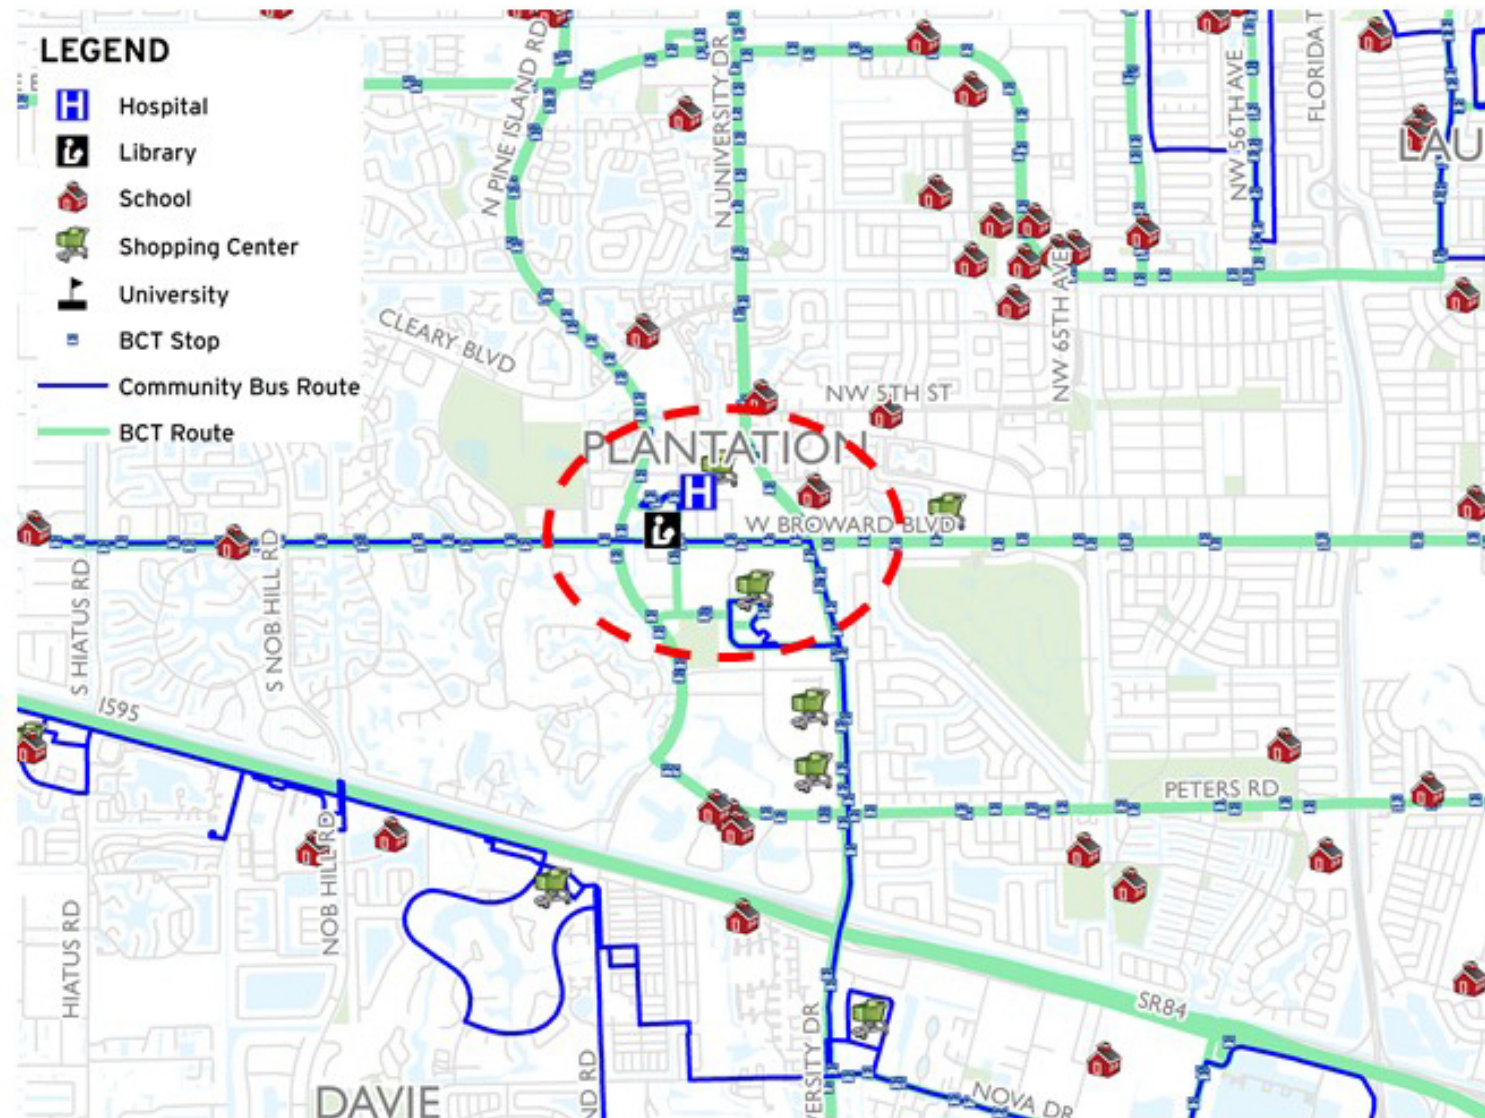 LEGEND
Hospital
Library
School
Shopping Center
University
BCT Stop
Community Bus Route
BCT Route
N PINE ISLAND RD
N UNIVERSITY DR
NW 56TH AVE
FLORIDA T
LAU
CLEARY BLVD
NW 65TH AVE
NW 5TH ST
PLANTATION
H
W BROWARD BLVD
S HIATUS RD
S NOB HILL RD
I595
PETERS RD
HIATUS RD
NOB HILL RD
SR84
ND RD
VERSITY DR
NOVA DR
DAVIE